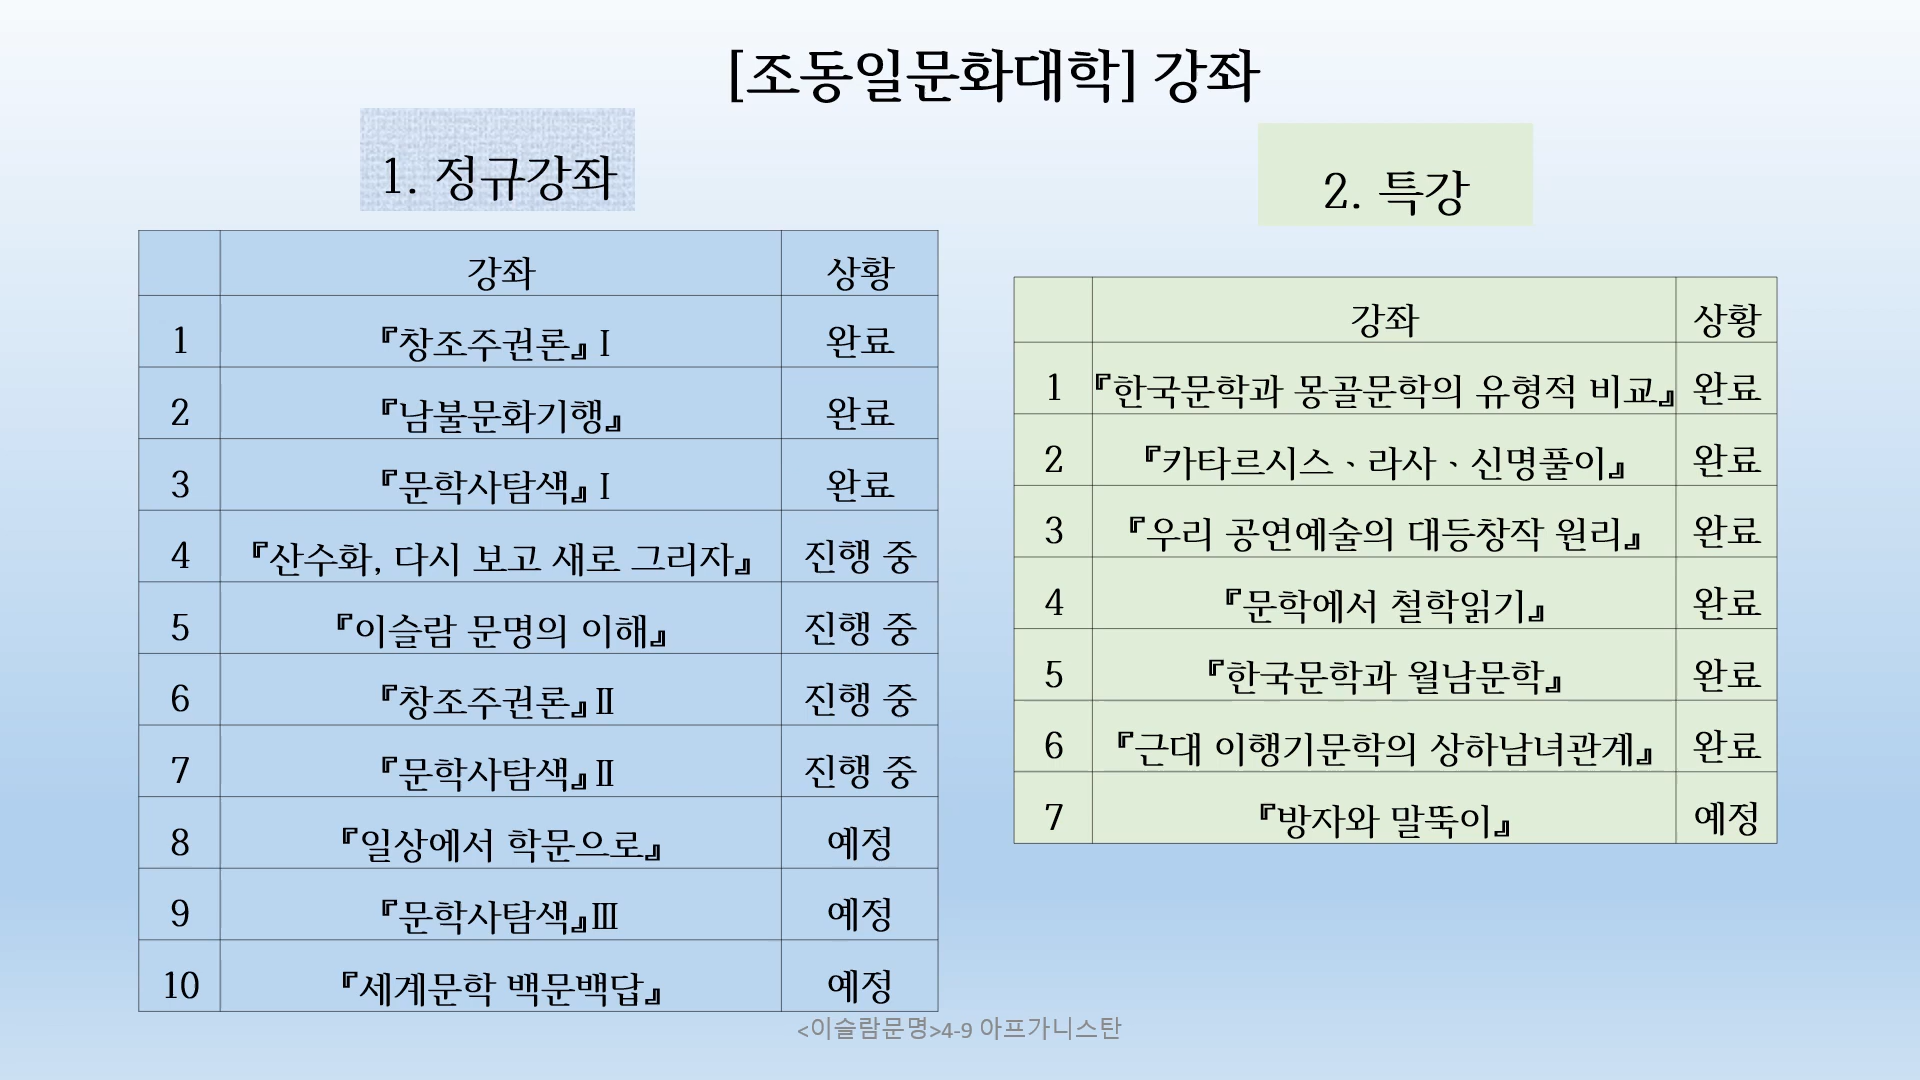 [조동일문화대학] 강좌
1. 정규강좌
강좌 상황
1 『창조주권론』Ⅰ 완료
2 『남불문화기행』 완료
3 『문학사탐색』Ⅰ 완료
4 『산수화, 다시 보고 새로 그리자』 진행 중
5 『이슬람 문명의 이해』 진행 중
6 『창조주권론』Ⅱ 진행 중
7 『문학사탐색』Ⅱ 진행 중
8 『일상에서 학문으로』 예정
9 『문학사탐색』Ⅲ 예정
10 『세계문학 백문백답』 예정
2. 특강
강좌 상황
1 『한국문학과 몽골문학의 유형적 비교』 완료
2 『카타르시스、라사、신명풀이』 완료
3 『우리 공연예술의 대등창작 원리』 완료
4 『문학에서 철학읽기』 완료
5 『한국문학과 월남문학』 완료
6 『근대 이행기문학의 상하남녀관계』 완료
7 『방자와 말뚝이』 예정
<이슬람문명>4-9 아프가니스탄